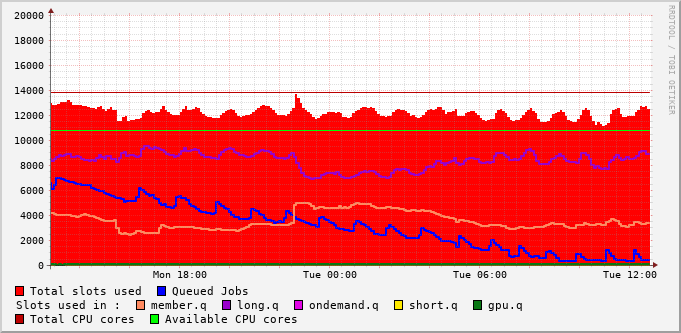 20000
18000
16000
14000
12000
10000
8000
6000
4000
2000
0
Mon 18:00 Tue 00:00 Tue 06:00 Tue 12:00
Total slots used Queued Jobs
Slots used in : member.q long.q ondemand.q short.q gpu.q
Total CPU cores Available CPU cores
RRDTOOL / TOBI OETIKER